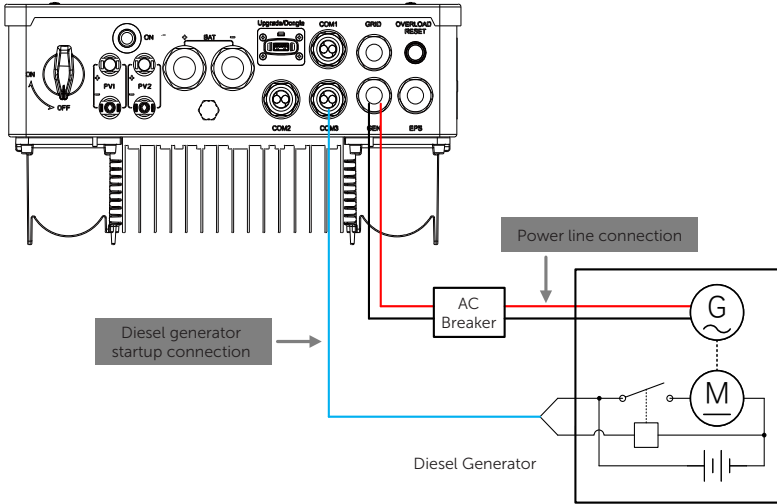 Upgrade/Dongle
COM1
GRID
OVERLOAD
RESET
ON
+ BAT -
ON
OFF
+
-
PV1
+
-
PV2
COM2
COM3
GEN
EPS
Power line connection
AC
Breaker
G
Diesel generator
startup connection
M
Diesel Generator